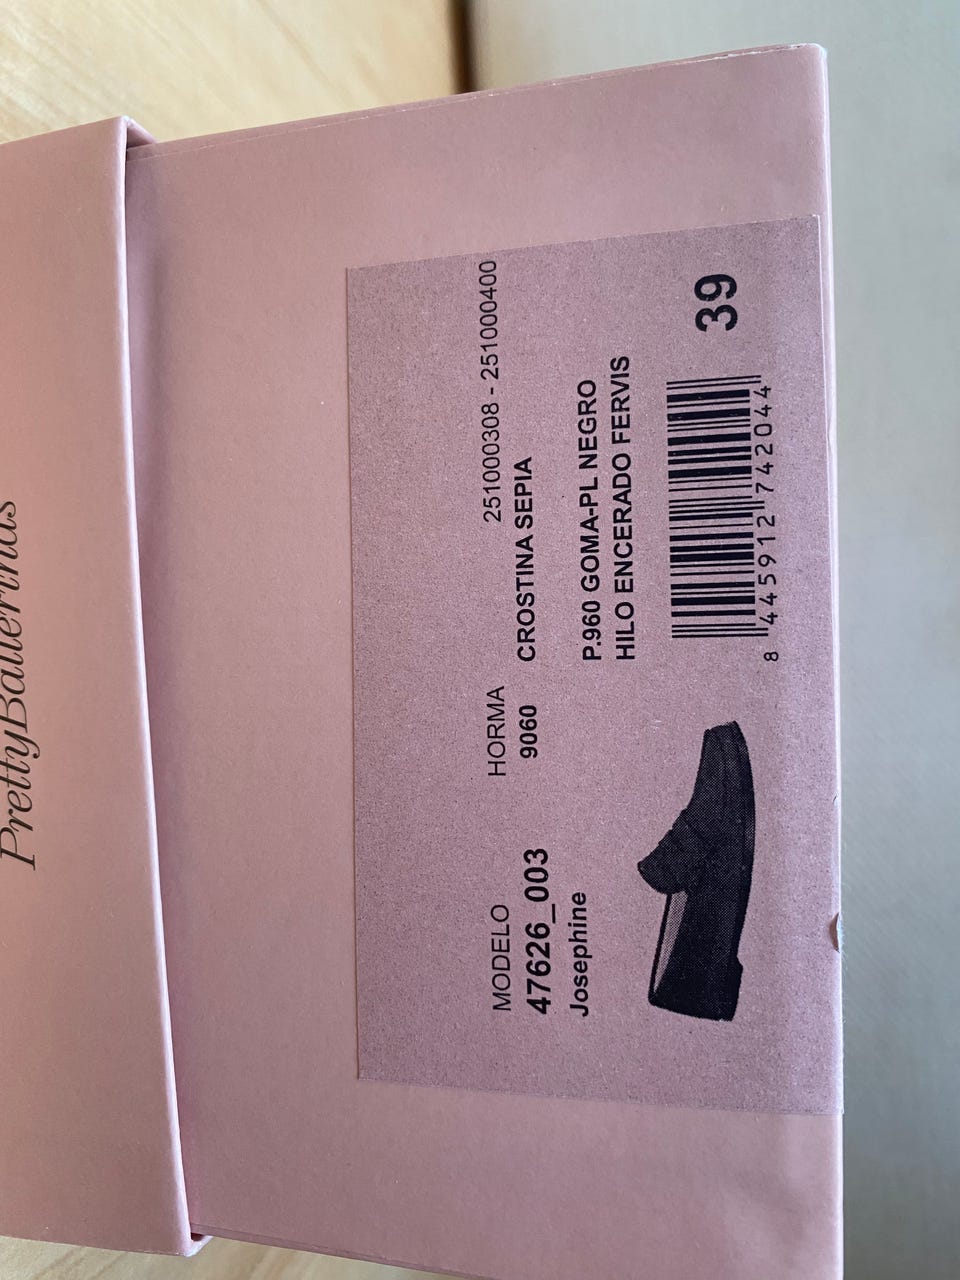 PrettyBallerinas
251000308 - 251000400
MODELO HORMA
47626_003 9060 CROSTINA SEPIA
Josephine
P.960 GOMA-PL NEGRO
HILO ENCERADO FERVIS
39
8 445912 742044